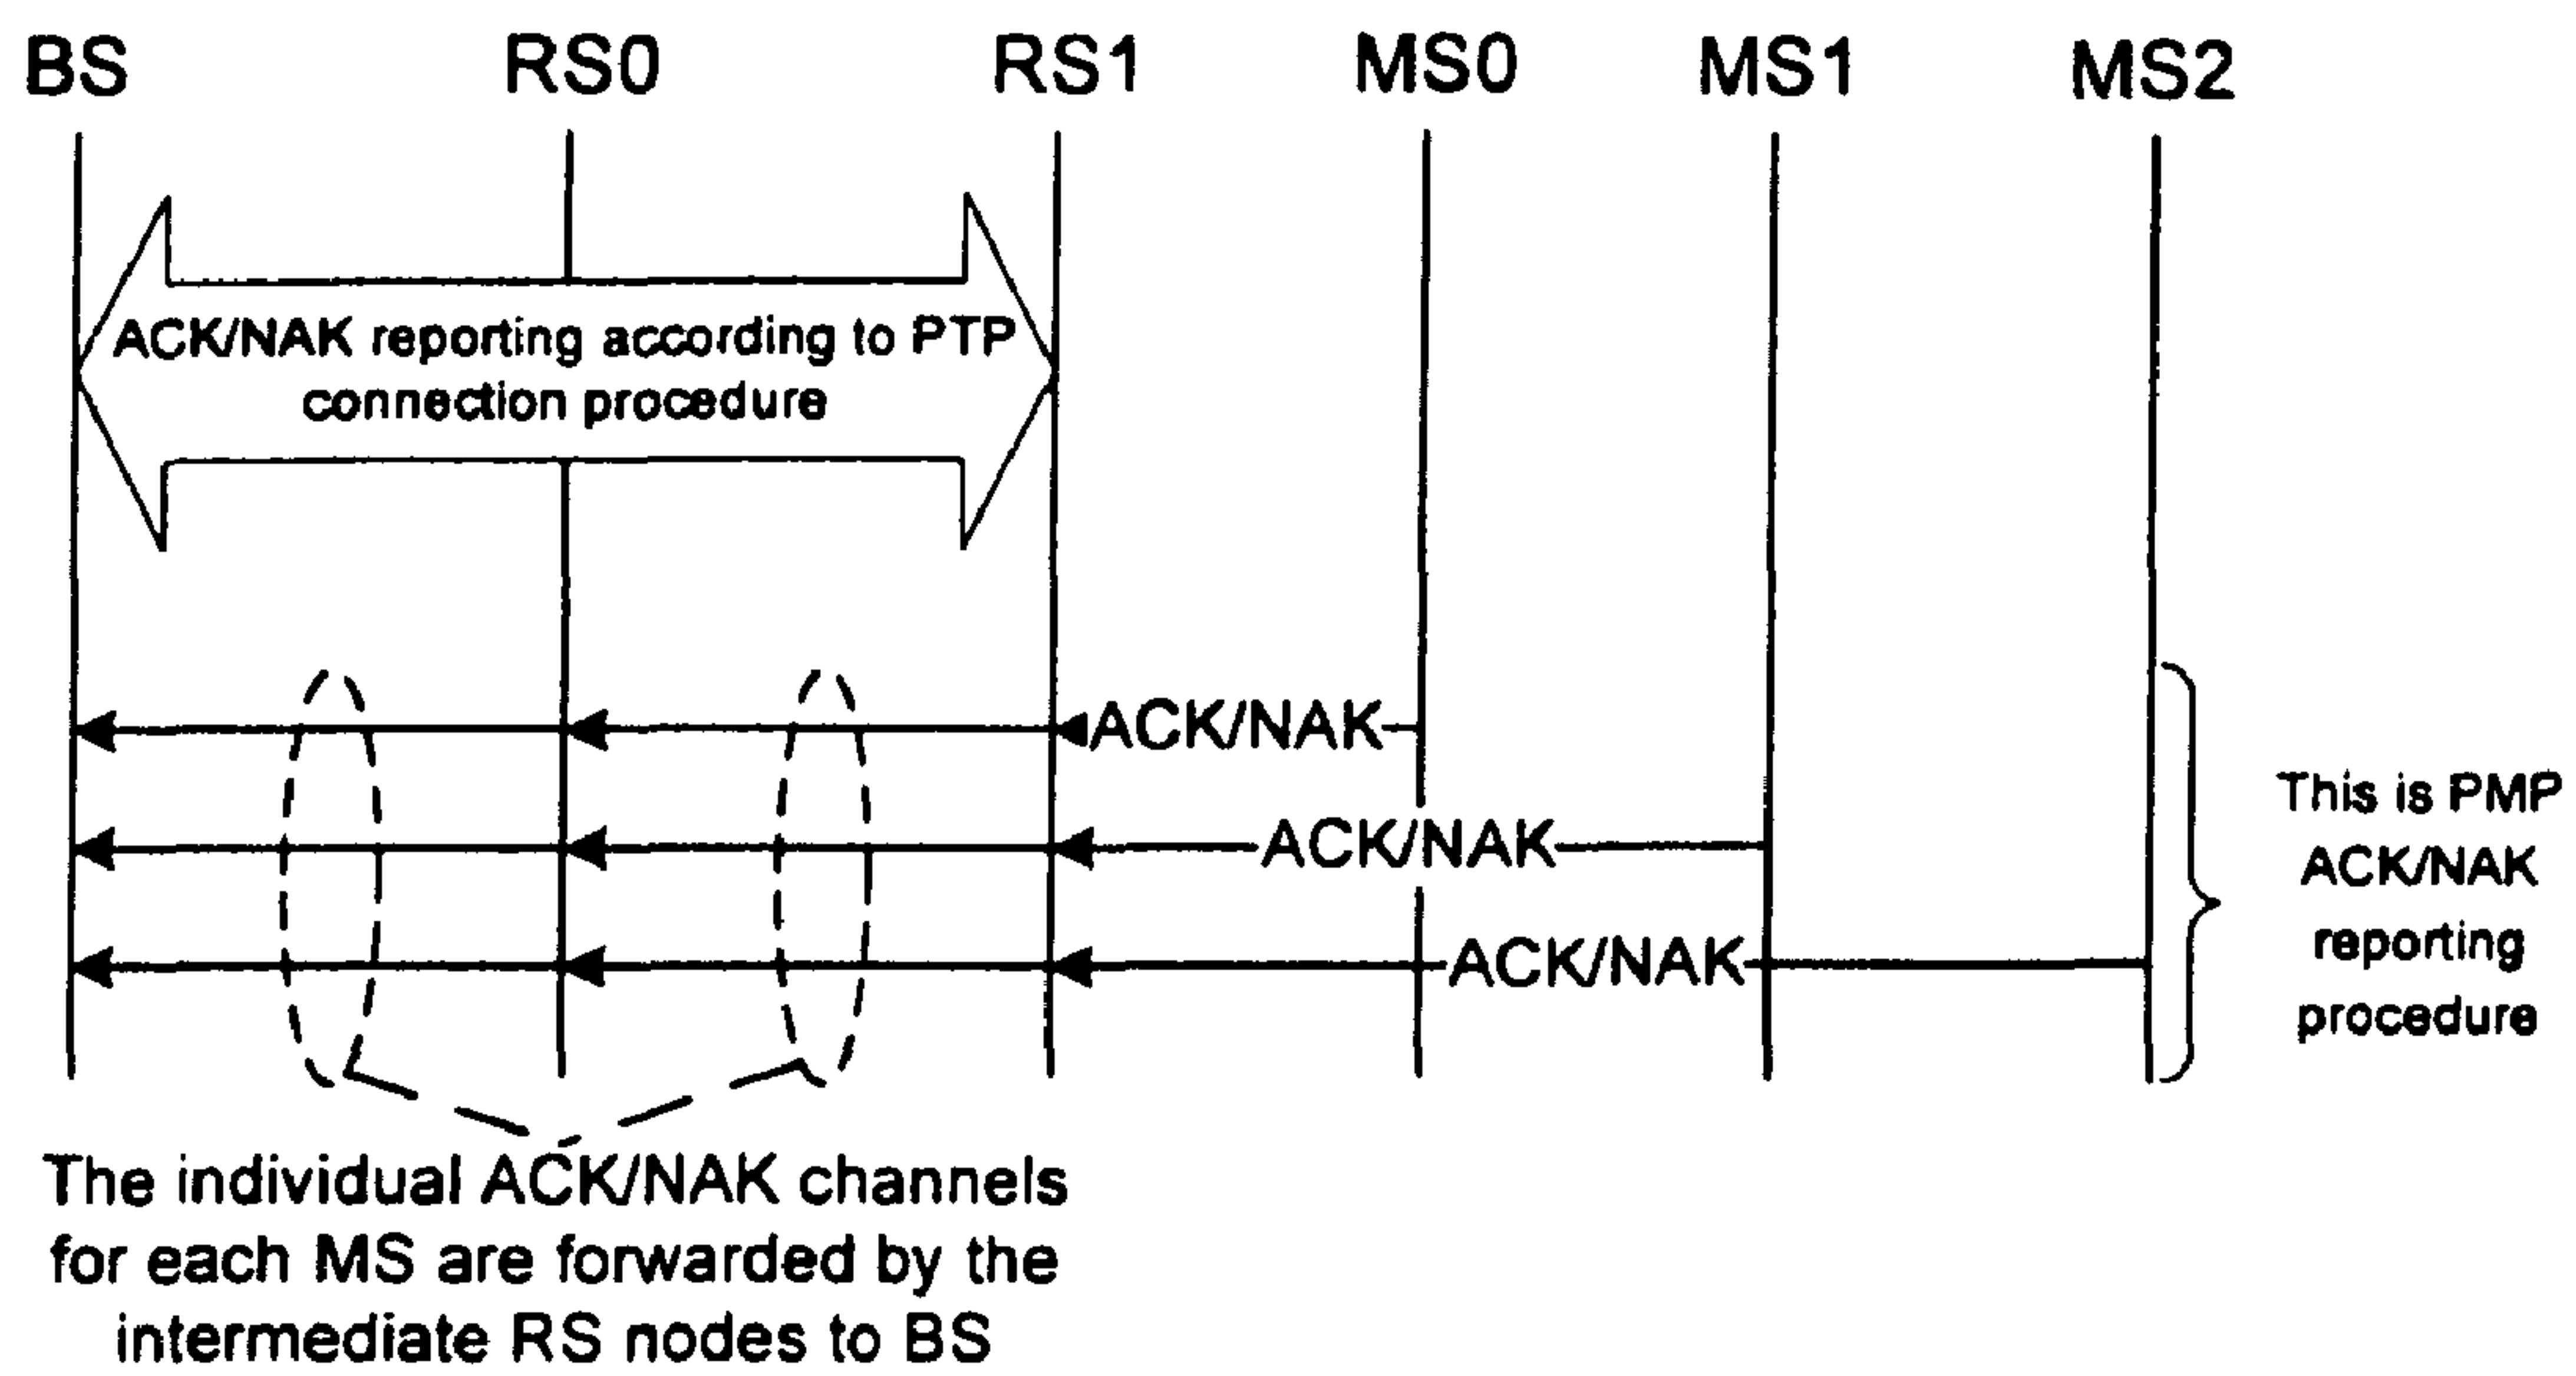 BS RS0 RS1 MS0 MS1 MS2
ACK/NAK reporting according to PTP
connection procedure
ACK/NAK
ACK/NAK
ACK/NAK
This is PMP
ACK/NAK
reporting
procedure
The individual ACK/NAK channels
for each MS are forwarded by the
intermediate RS nodes to BS